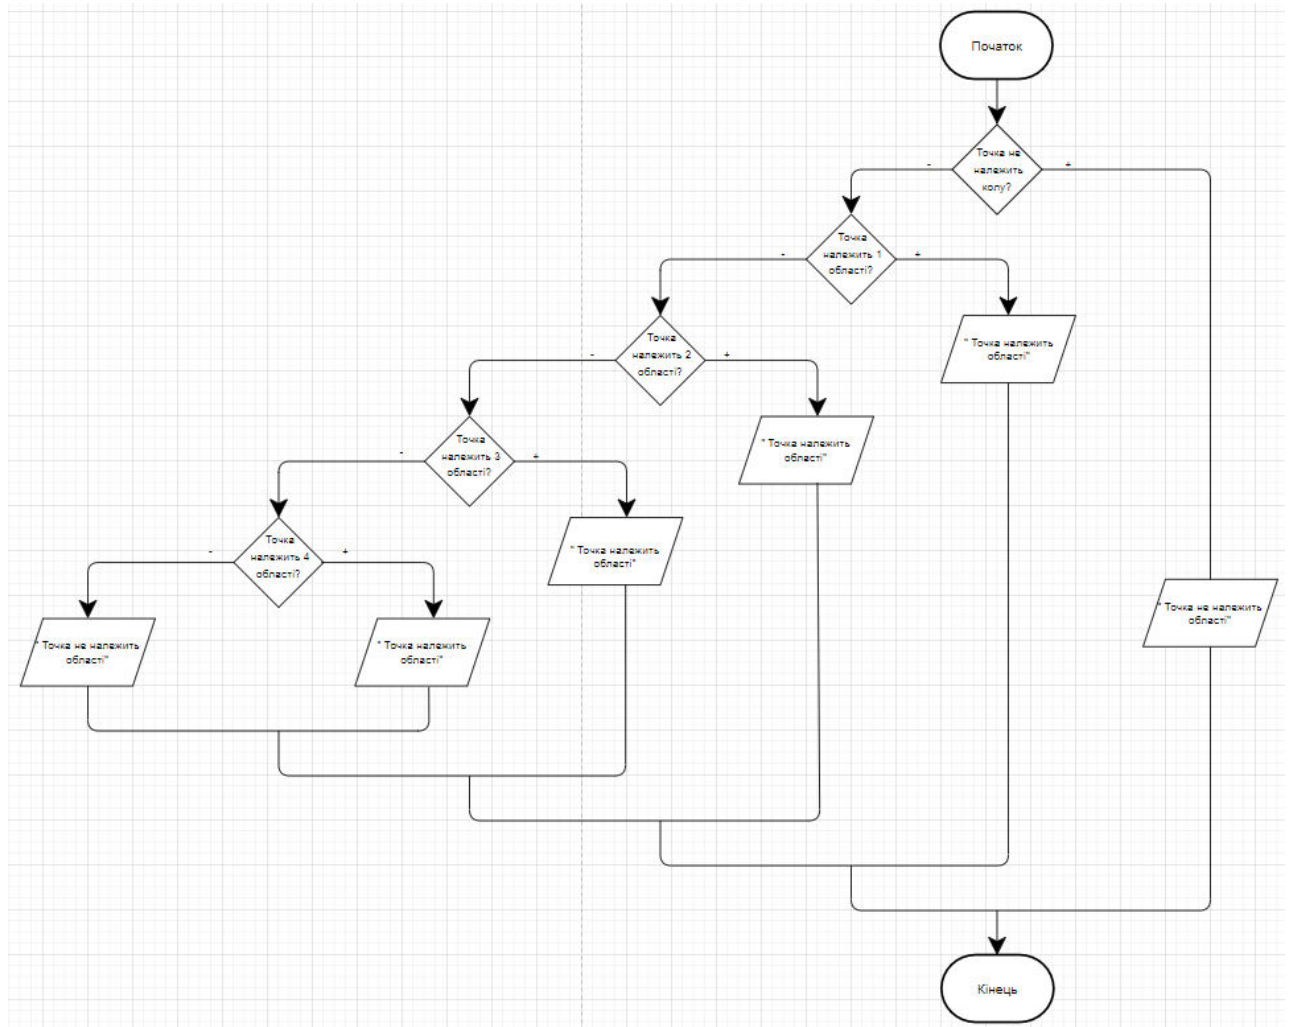 Початок
Точка не
належить
колу?
-
+
Точка
належить 1
області?
-
+
Точка
належить 2
області?
-
+
" Точка належить
області"
Точка
належить 3
області?
-
+
" Точка належить
області"
Точка
належить 4
області?
-
+
" Точка належить
області"
" Точка не належить
області"
" Точка не належить
області"
" Точка належить
області"
Кінець